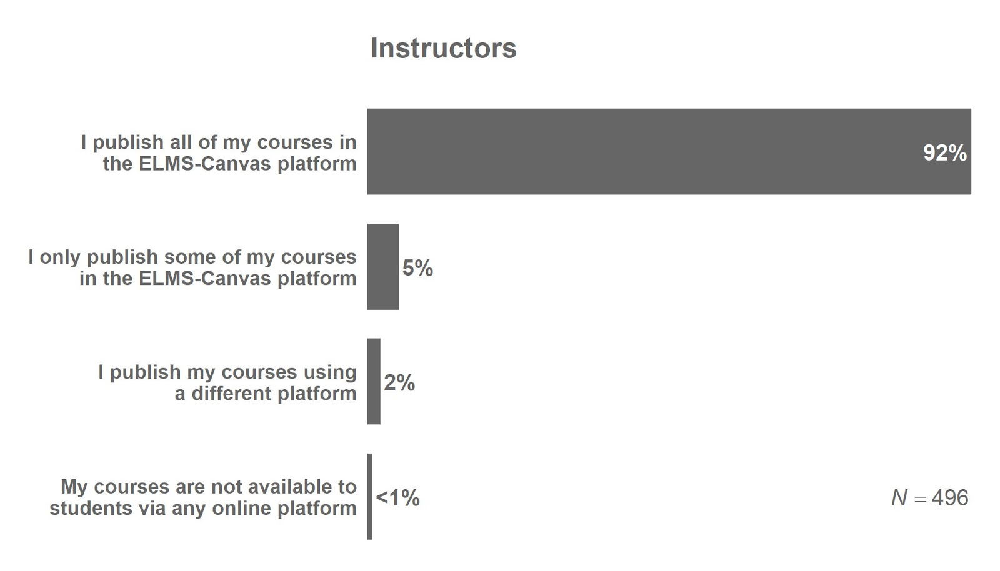 Instructors
I publish all of my courses in
the ELMS-Canvas platform
92%
I only publish some of my courses
in the ELMS-Canvas platform
5%
I publish my courses using
a different platform
2%
My courses are not available to
students via any online platform
<1%
N = 496